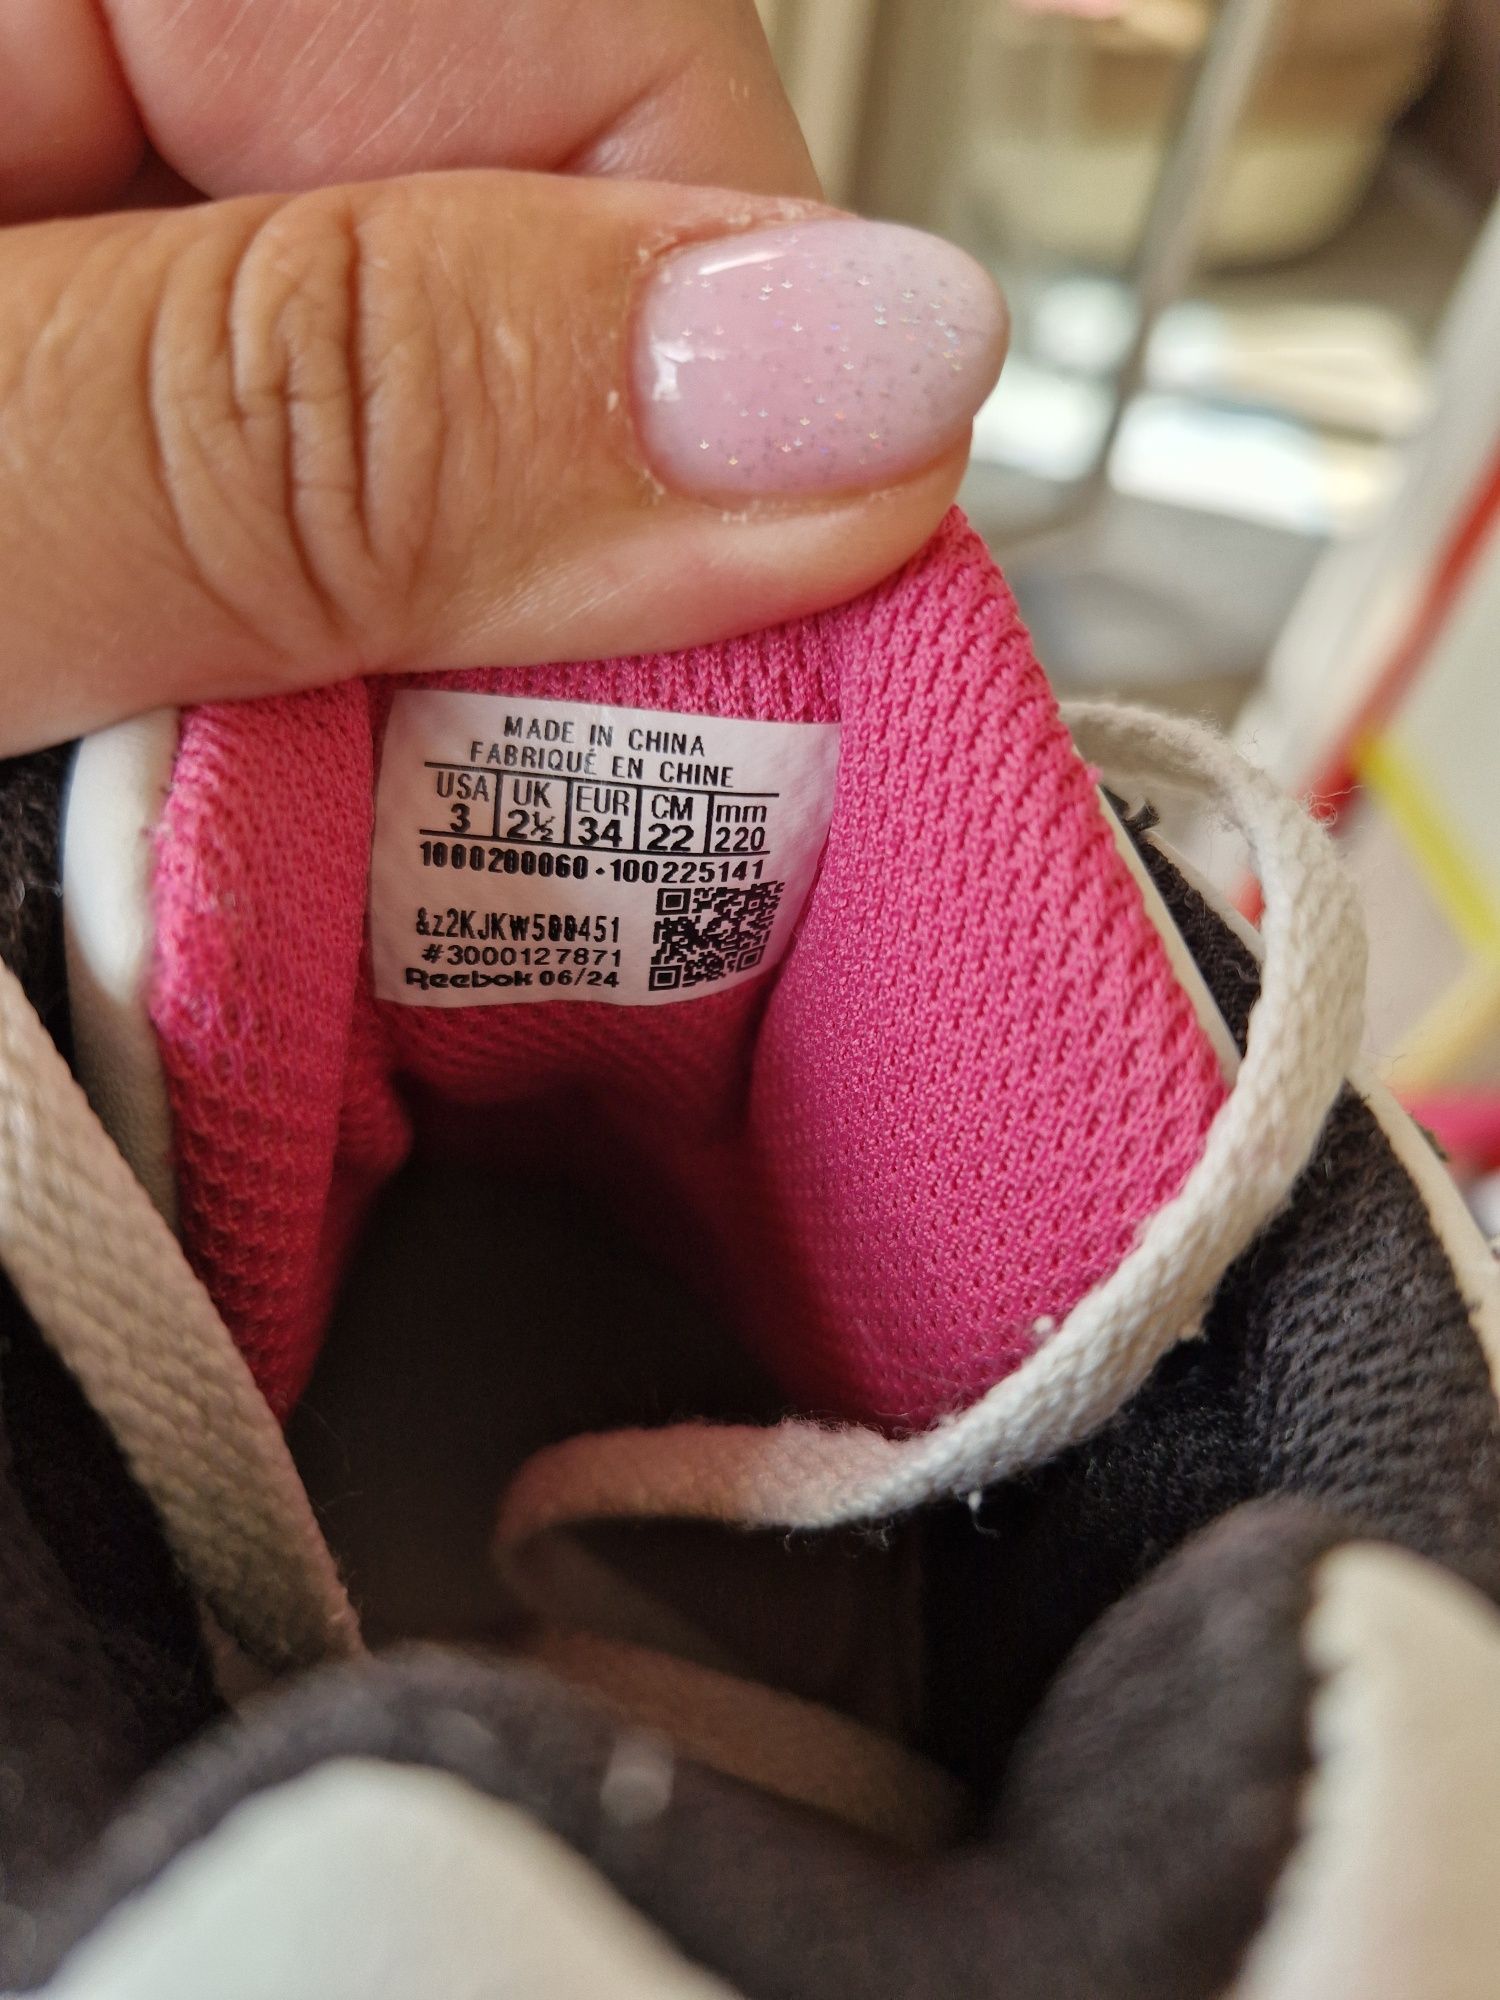 MADE IN CHINA
FABRIQUÉ EN CHINE
USA UK EUR CM mm
3 2½ 34 22 220
1000200060·100225141
&z2KJKW500451
#3000127871
Reebok 06/24